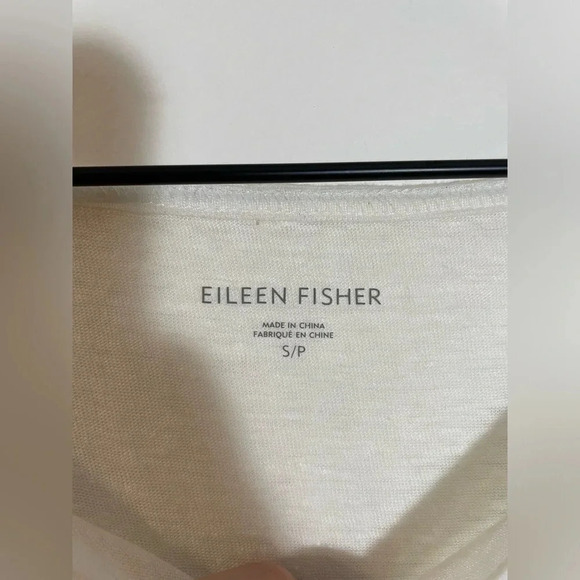 EILEEN FISHER
MADE IN CHINA
FABRIQUÉ EN CHINE
S/P